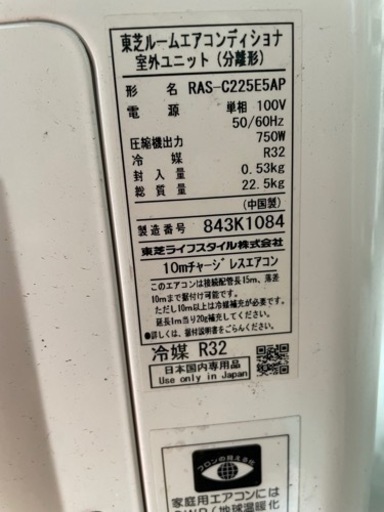 東芝ルームエアコンディショナ
室外ユニット(分離形)
形 名 RAS-C225E5AP
電 源 単相 100V
50/60Hz
圧縮機出力 750W
冷 媒 R32
封 入 量 0.53kg
総 質 量 22.5kg
(中国製)
製造番号 843K1084
東芝ライフスタイル株式会社
10mチャージレスエアコン
このエアコンは接続配管長15m、落差
10mまで据付け可能です。
ただし10m以上は冷媒補充が必要です。
延長1m当り20g補充してください。
●詳しくは、据付説明書をごらんください。
冷媒 R32
日本国内専用品
Use only in Japan
フロンの見える化
家庭用エアコンには
GWP(地球温暖化